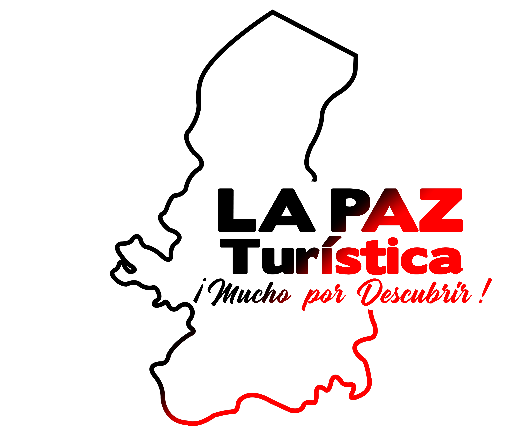 LA PAZ
Turística
¡Mucho por Descubrir!